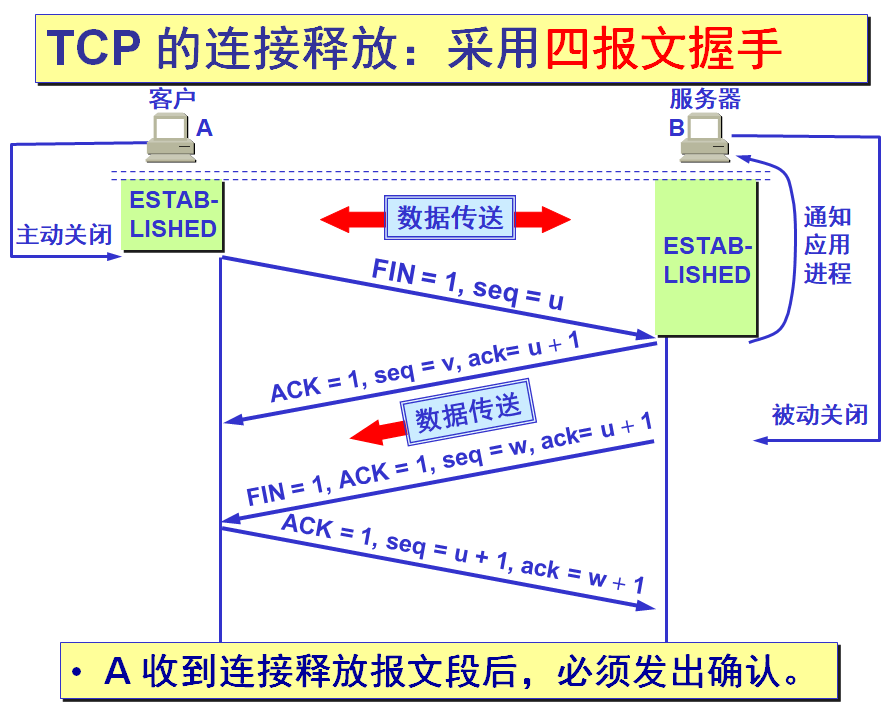 TCP 的连接释放：采用四报文握手
客户
A
服务器
B
ESTAB-
LISHED
数据传送
ESTAB-
LISHED
主动关闭
通知
应用
进程
FIN = 1, seq = u
ACK = 1, seq = v, ack= u + 1
数据传送
被动关闭
FIN = 1, ACK = 1, seq = w, ack= u + 1
ACK = 1, seq = u + 1, ack = w + 1
• A 收到连接释放报文段后，必须发出确认。